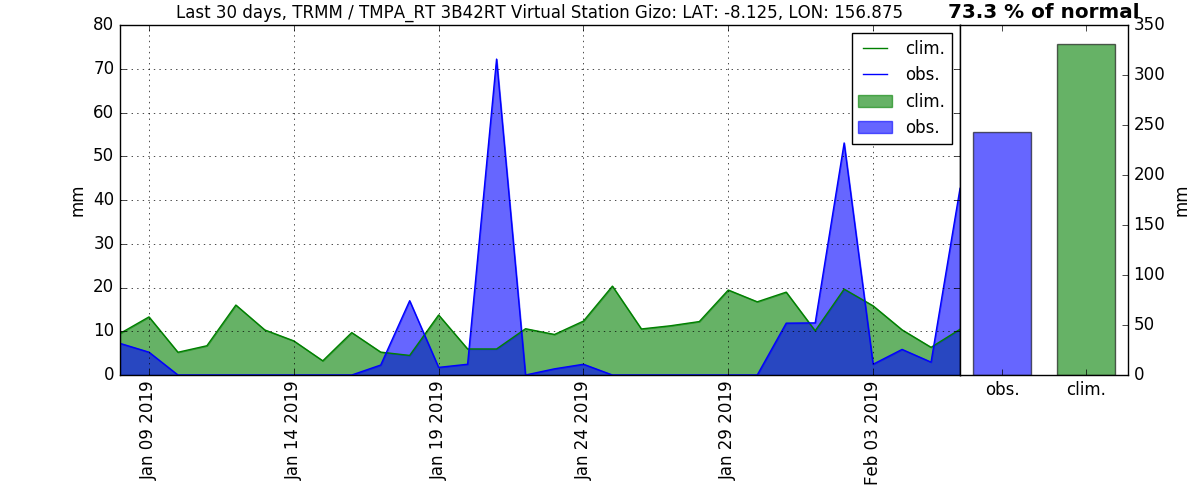 Last 30 days, TRMM / TMPA_RT 3B42RT Virtual Station Gizo: LAT: -8.125, LON: 156.875
73.3 % of normal
80
70
60
50
40
30
20
10
0
mm
clim.
obs.
clim.
obs.
Jan 09 2019
Jan 14 2019
Jan 19 2019
Jan 24 2019
Jan 29 2019
Feb 03 2019
350
300
250
200
150
100
50
0
mm
obs.
clim.